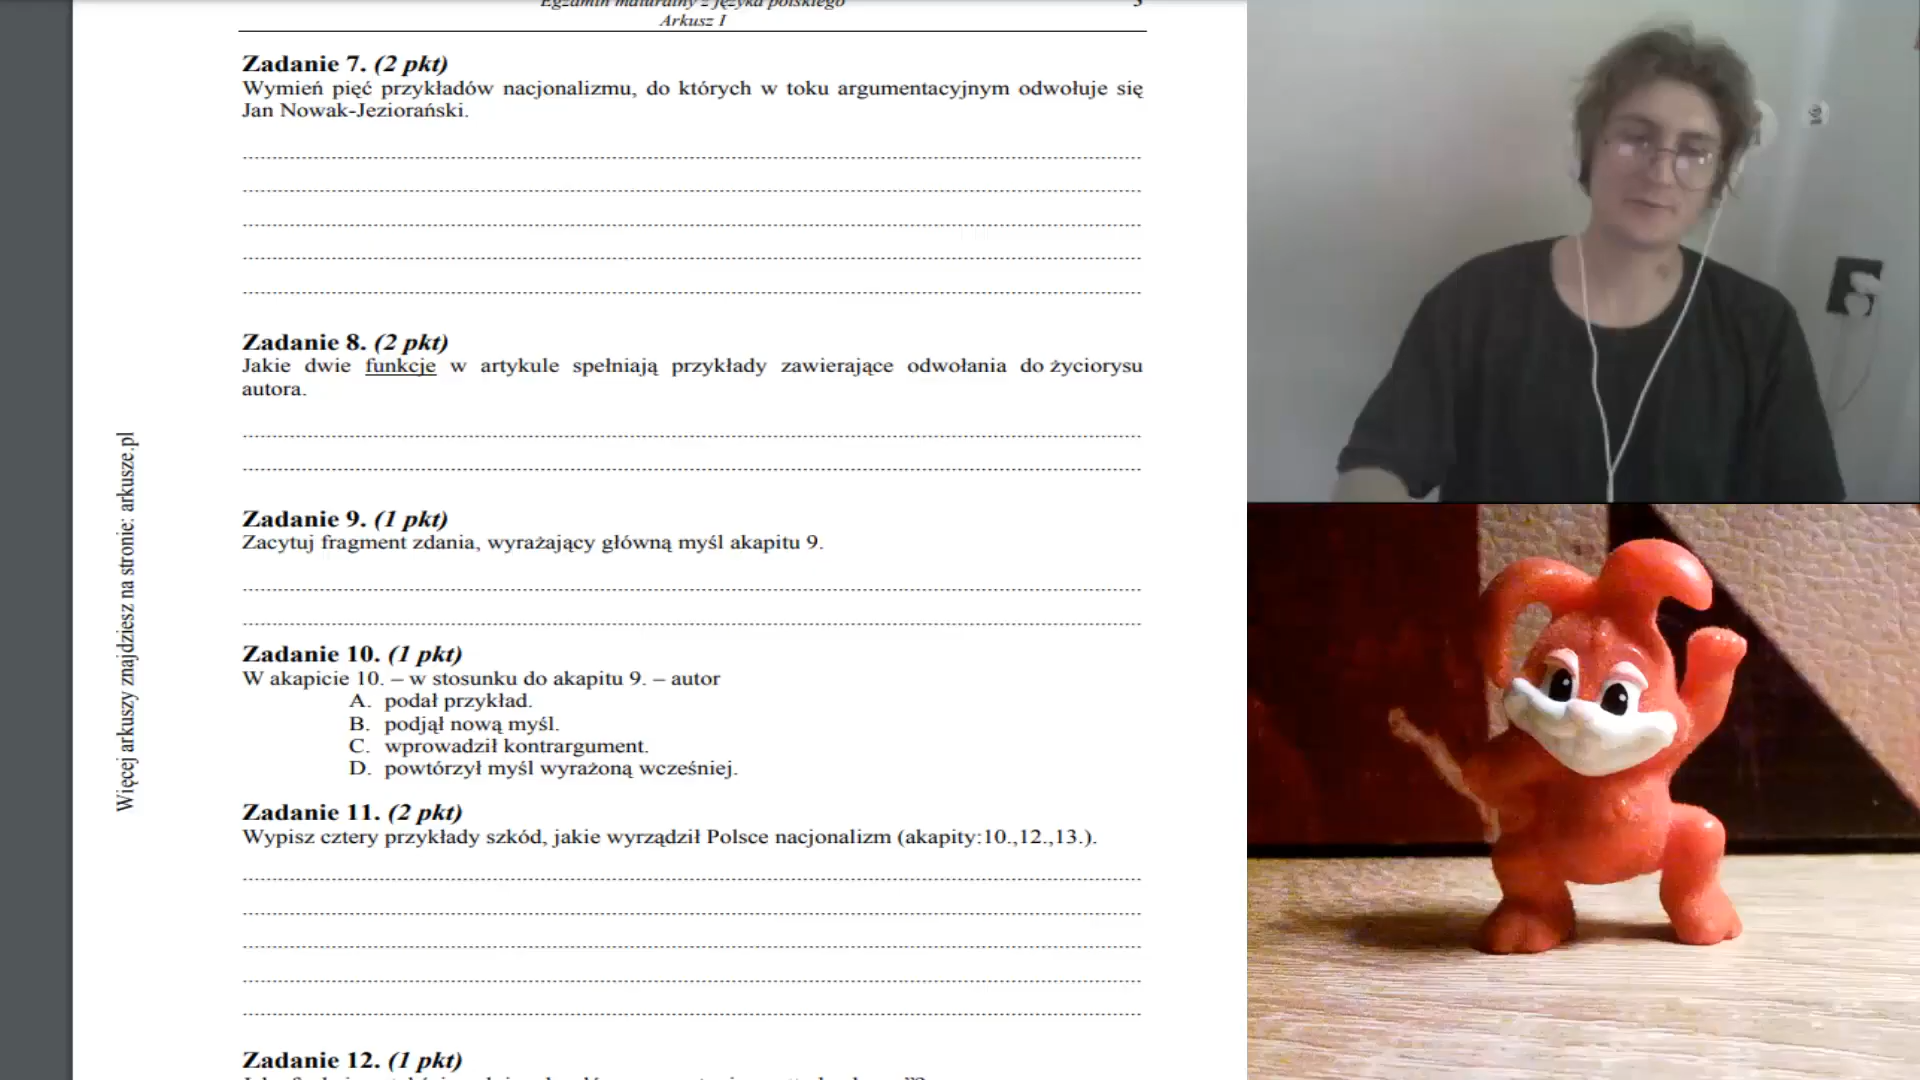 Egzamin maturalny z języka polskiego
Arkusz I
Zadanie 7. (2 pkt)
Wymień pięć przykładów nacjonalizmu, do których w toku argumentacyjnym odwołuje się
Jan Nowak-Jeziorański.
Zadanie 8. (2 pkt)
Jakie dwie funkcje w artykule spełniają przykłady zawierające odwołania do życiorysu
autora.
Zadanie 9. (1 pkt)
Zacytuj fragment zdania, wyrażający główną myśl akapitu 9.
Zadanie 10. (1 pkt)
W akapicie 10. – w stosunku do akapitu 9. – autor
A. podał przykład.
B. podjął nową myśl.
C. wprowadził kontrargument.
D. powtórzył myśl wyrażoną wcześniej.
Zadanie 11. (2 pkt)
Wypisz cztery przykłady szkód, jakie wyrządził Polsce nacjonalizm (akapity:10.,12.,13.).
Zadanie 12. (1 pkt)
Więcej arkuszy znajdziesz na stronie: arkusze.pl